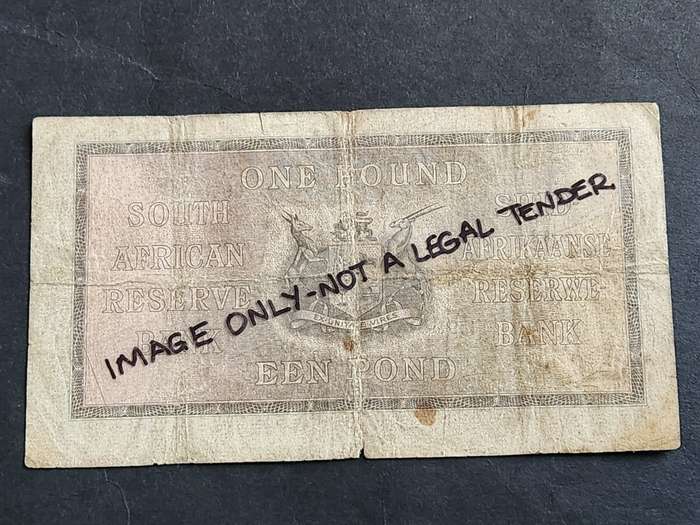 ONE POUND
SOUTH
AFRICAN
RESERVE
BANK
SUID-
AFRIKAANSE
RESERWE-
BANK
EX UNITATE VIRES
EEN POND
IMAGE ONLY-NOT A LEGAL TENDER